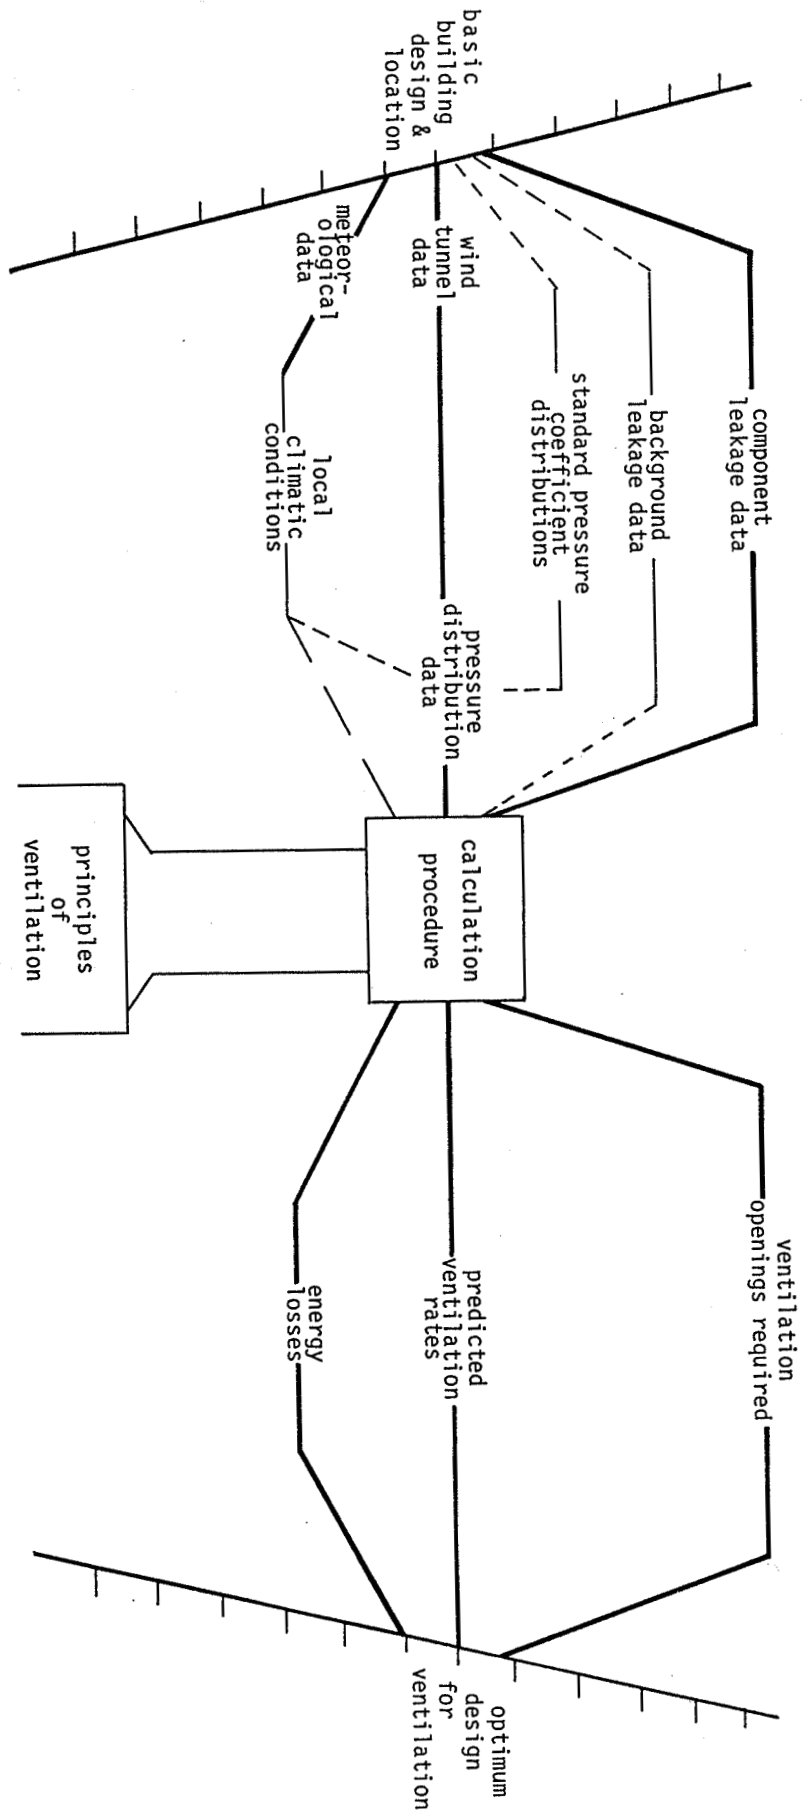 basic
building
design &
location
component
leakage data
background
leakage data
standard pressure
coefficient
distributions
wind
tunnel
data
meteor-
ological
data
local
climatic
conditions
pressure
distribution
data
calculation
procedure
principles
of
ventilation
ventilation
openings required
predicted
ventilation
rates
energy
losses
optimum
design
for
ventilation